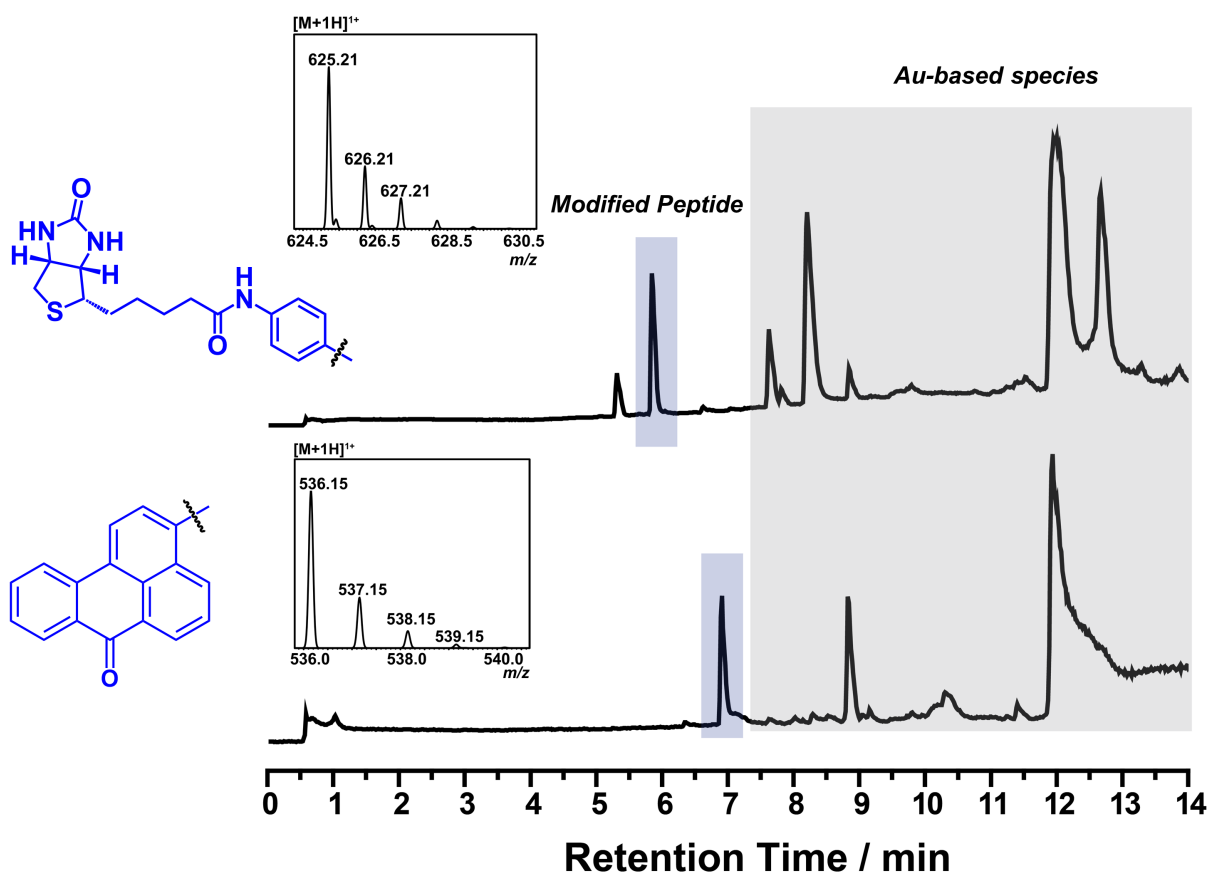 [M+1H]¹⁺
625.21
626.21
627.21
624.5 626.5 628.5 630.5
m/z
Au-based species
Modified Peptide
O
HN
NH
H
H
S
H
N
O
[M+1H]¹⁺
536.15
537.15
538.15
539.15
536.0 538.0 540.0
m/z
O
0 1 2 3 4 5 6 7 8 9 10 11 12 13 14
Retention Time / min